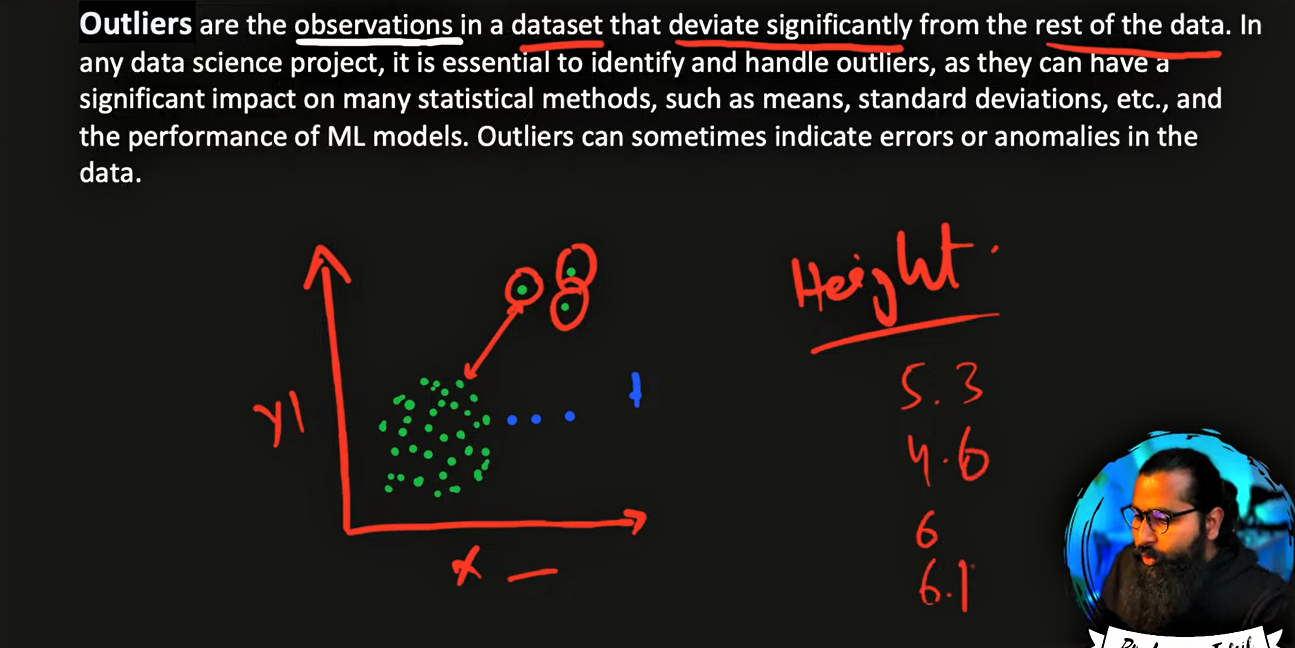 Outliers are the observations in a dataset that deviate significantly from the rest of the data. In
any data science project, it is essential to identify and handle outliers, as they can have a
significant impact on many statistical methods, such as means, standard deviations, etc., and
the performance of ML models. Outliers can sometimes indicate errors or anomalies in the
data.
Height
5.3
4.6
6
6.1
y
x